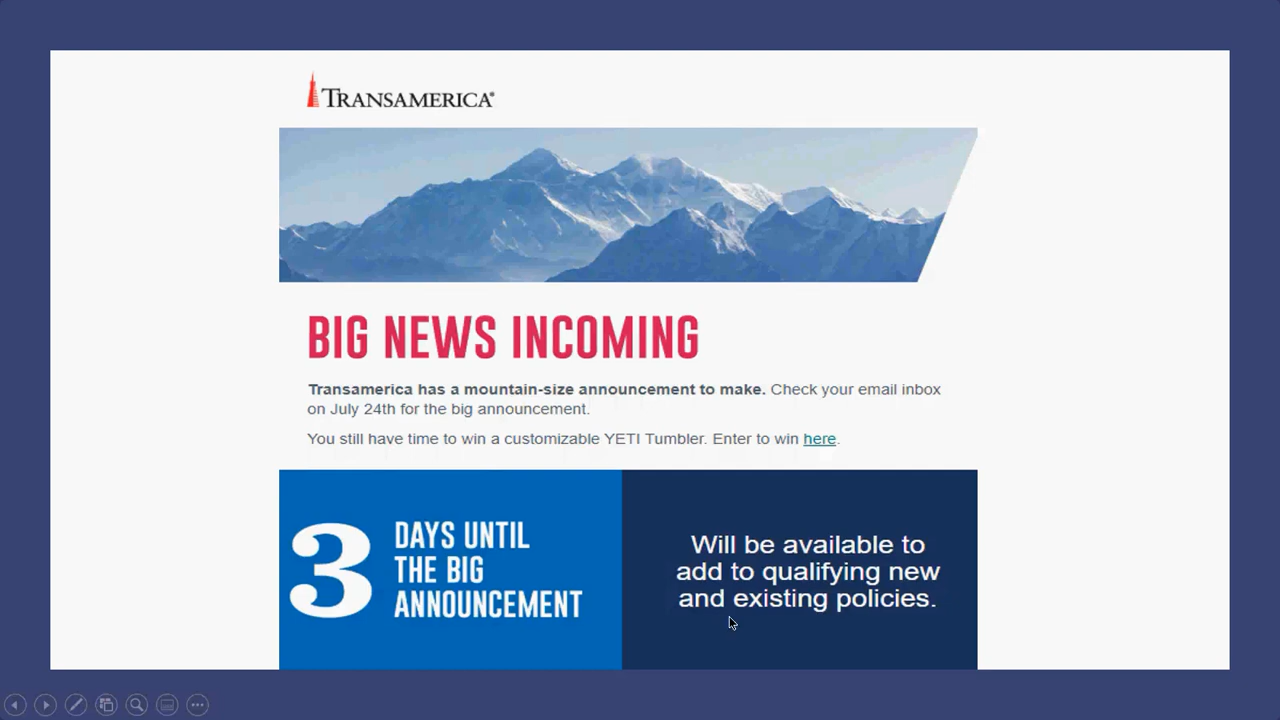 TRANSAMERICA®
BIG NEWS INCOMING
Transamerica has a mountain-size announcement to make. Check your email inbox
on July 24th for the big announcement.
You still have time to win a customizable YETI Tumbler. Enter to win here.
3
DAYS UNTIL
THE BIG
ANNOUNCEMENT
Will be available to
add to qualifying new
and existing policies.